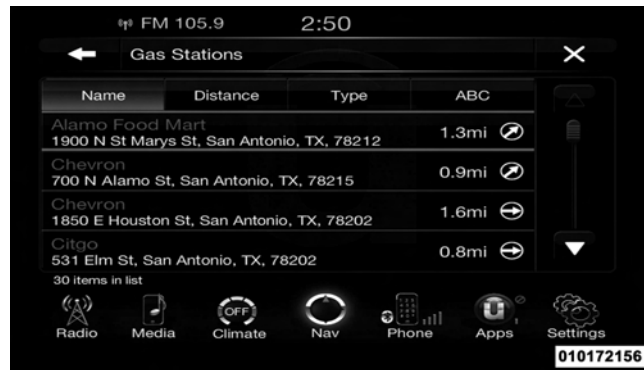 FM 105.9 2:50
Gas Stations
Name Distance Type ABC
Alamo Food Mart
1900 N St Marys St, San Antonio, TX, 78212
1.3mi
Chevron
700 N Alamo St, San Antonio, TX, 78215
0.9mi
Chevron
1850 E Houston St, San Antonio, TX, 78202
1.6mi
Citgo
531 Elm St, San Antonio, TX, 78202
0.8mi
30 items in list
OFF
Radio Media Climate Nav Phone Apps Settings
010172156